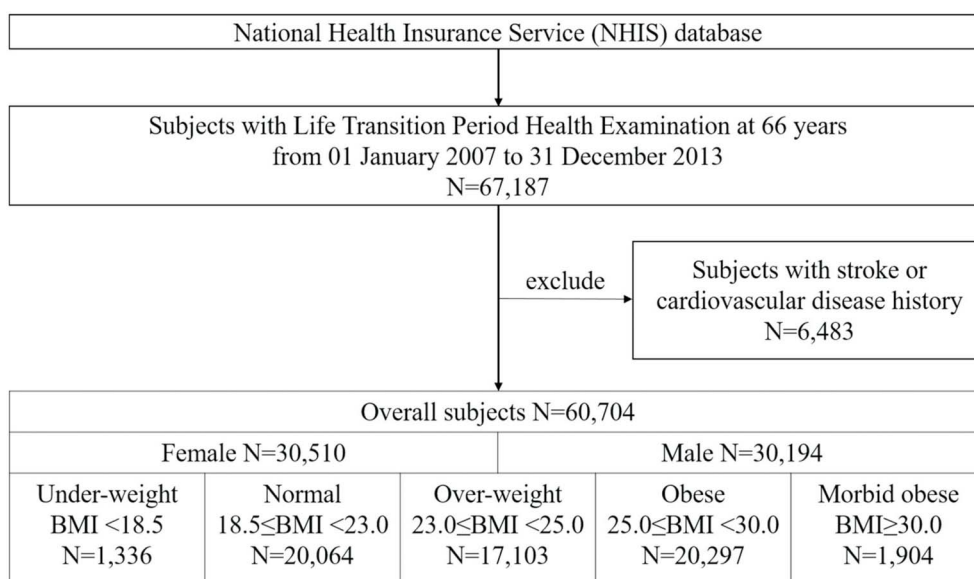 National Health Insurance Service (NHIS) database
Subjects with Life Transition Period Health Examination at 66 years
from 01 January 2007 to 31 December 2013
N=67,187
exclude
Subjects with stroke or
cardiovascular disease history
N=6,483
Overall subjects N=60,704
Female N=30,510
Male N=30,194
Under-weight
BMI <18.5
N=1,336
Normal
18.5≤BMI <23.0
N=20,064
Over-weight
23.0≤BMI <25.0
N=17,103
Obese
25.0≤BMI <30.0
N=20,297
Morbid obese
BMI≥30.0
N=1,904